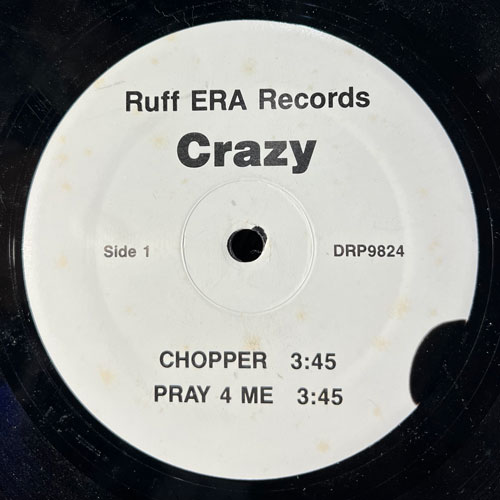 Ruff ERA Records
Crazy
Side 1 DRP9824
CHOPPER 3:45
PRAY 4 ME 3:45